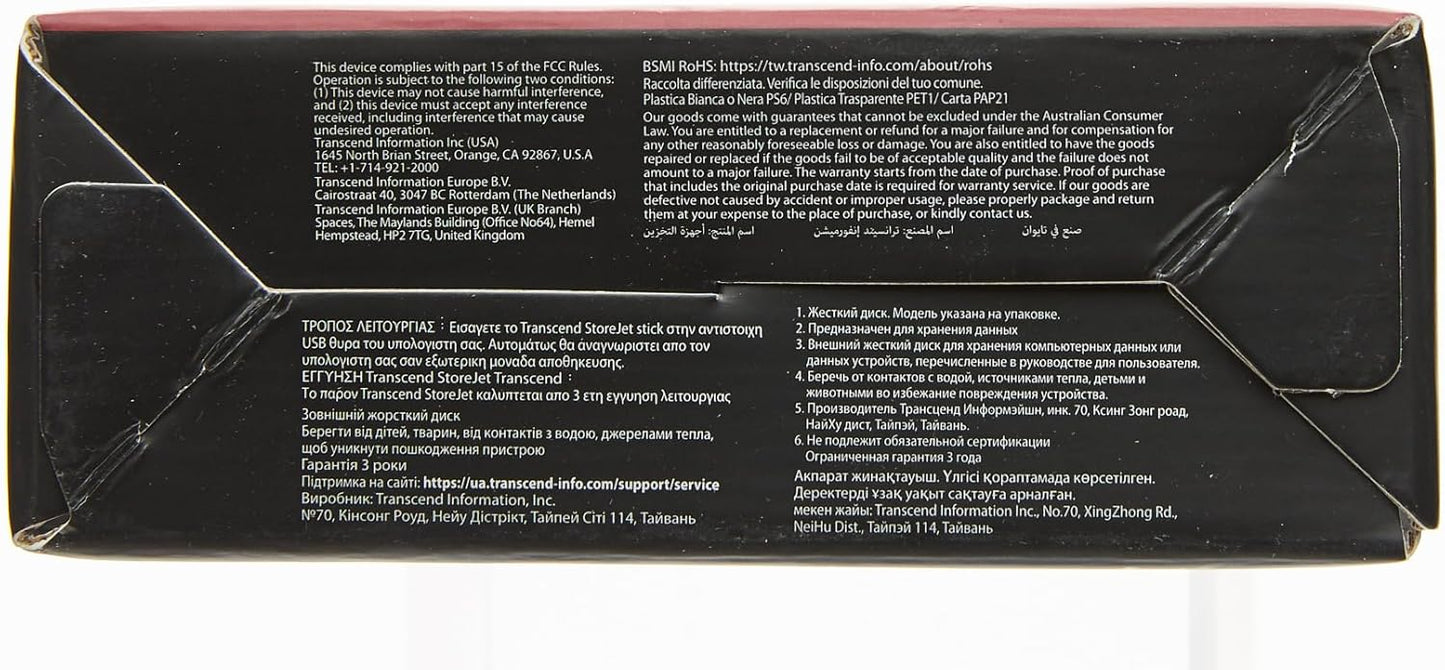 This device complies with part 15 of the FCC Rules.
Operation is subject to the following two conditions:
(1) This device may not cause harmful interference,
and (2) this device must accept any interference
received, including interference that may cause
undesired operation.
Transcend Information Inc (USA)
1645 North Brian Street, Orange, CA 92867, U.S.A
TEL: +1-714-921-2000
Transcend Information Europe B.V.
Cairostraat 40, 3047 BC Rotterdam (The Netherlands)
Transcend Information Europe B.V. (UK Branch)
Spaces, The Maylands Building (Office No64), Hemel
Hempstead, HP2 7TG, United Kingdom
BSMI RoHS: https://tw.transcend-info.com/about/rohs
Raccolta differenziata. Verifica le disposizioni del tuo comune.
Plastica Bianca o Nera PS6/ Plastica Trasparente PET1/ Carta PAP21
Our goods come with guarantees that cannot be excluded under the Australian Consumer
Law. You are entitled to a replacement or refund for a major failure and for compensation for
any other reasonably foreseeable loss or damage. You are also entitled to have the goods
repaired or replaced if the goods fail to be of acceptable quality and the failure does not
amount to a major failure. The warranty starts from the date of purchase. Proof of purchase
that includes the original purchase date is required for warranty service. If our goods are
defective not caused by accident or improper usage, please properly package and return
them at your expense to the place of purchase, or kindly contact us.
صنع في تايوان اسم المصنع: ترانسيند إنفورميشن اسم المنتج: أجهزة التخزين
ΤΡΟΠΟΣ ΛΕΙΤΟΥΡΓΙΑΣ : Εισαγετε το Transcend StoreJet stick στην αντιστοιχη
USB θυρα του υπολογιστη σας. Αυτομάτως θα άναγνωριστει απο τον
υπολογιστη σας σαν εξωτερικη μοναδα αποθηκευσης.
ΕΓΓΥΗΣΗ Transcend StoreJet Transcend :
Το παρόν Transcend StoreJet καλυπτεται απο 3 ετη εγγυηση λειτουργιας
Зовнішній жорсткий диск
Берегти від дітей, тварин, від контактів з водою, джерелами тепла,
щоб уникнути пошкодження пристрою
Гарантія 3 роки
Підтримка на сайті: https://ua.transcend-info.com/support/service
Виробник: Transcend Information, Inc.
№70, Кінсонг Роуд, Нейу Дістрікт, Тайпей Сіті 114, Тайвань
1. Жесткий диск. Модель указана на упаковке.
2. Предназначен для хранения данных
3. Внешний жесткий диск для хранения компьютерных данных или
данных устройств, перечисленные в руководстве для пользователя.
4. Беречь от контактов с водой, источниками тепла, детьми и
животными во избежание повреждения устройства.
5. Производитель Трансценд Информэйшн, инк. 70, Ксинг Зонг роад,
НайХу дист, Тайпэй, Тайвань.
6. Не подлежит обязательной сертификации
Ограниченная гарантия 3 года
Ақпарат жинақтауыш. Үлгісі қораптамада көрсетілген.
Деректерді ұзақ уақыт сақтауға арналған.
мекен жайы: Transcend Information Inc., No.70, XingZhong Rd.,
NeiHu Dist., Тайпэй 114, Тайвань